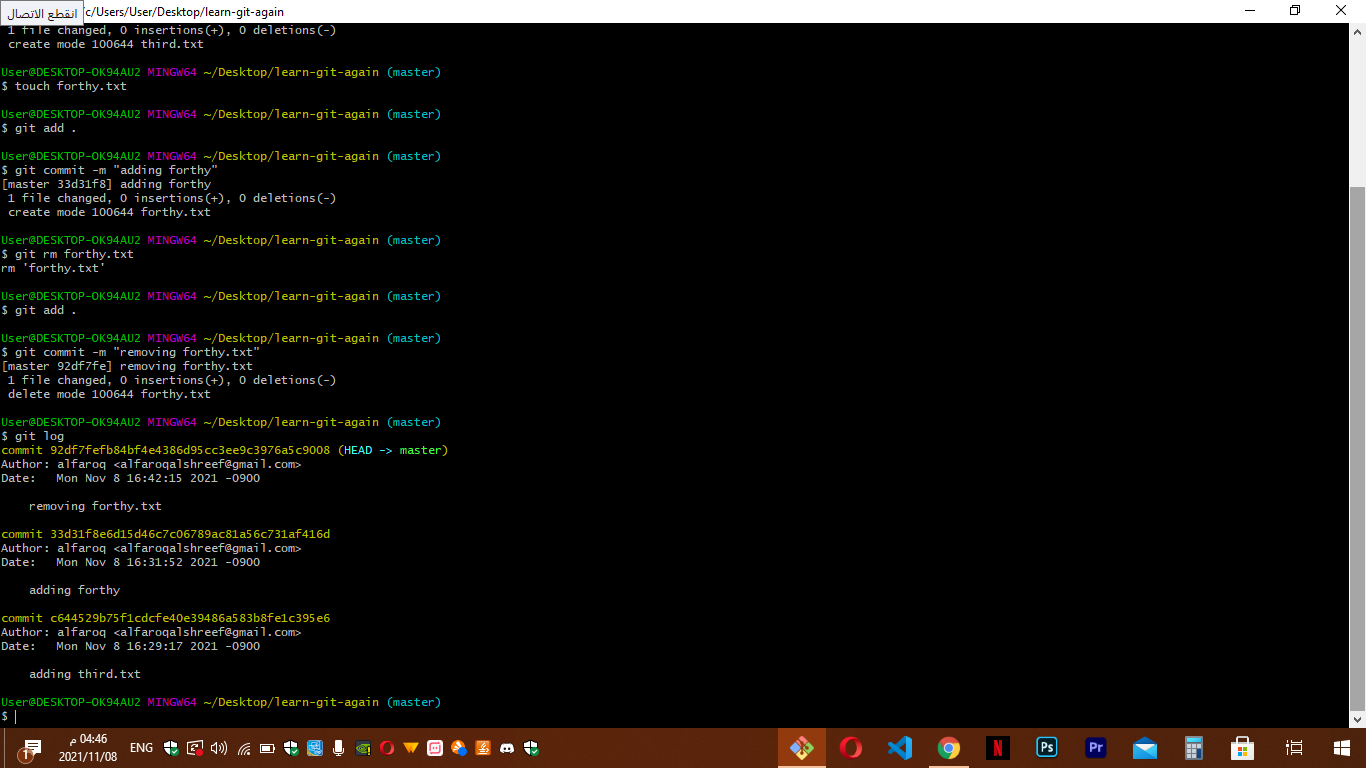 انقطع الاتصال
c/Users/User/Desktop/learn-git-again
1 file changed, 0 insertions(+), 0 deletions(-)
create mode 100644 third.txt
User@DESKTOP-OK94AU2 MINGW64 ~/Desktop/learn-git-again (master)
$ touch forthy.txt
User@DESKTOP-OK94AU2 MINGW64 ~/Desktop/learn-git-again (master)
$ git add .
User@DESKTOP-OK94AU2 MINGW64 ~/Desktop/learn-git-again (master)
$ git commit -m "adding forthy"
[master 33d31f8] adding forthy
1 file changed, 0 insertions(+), 0 deletions(-)
create mode 100644 forthy.txt
User@DESKTOP-OK94AU2 MINGW64 ~/Desktop/learn-git-again (master)
$ git rm forthy.txt
rm 'forthy.txt'
User@DESKTOP-OK94AU2 MINGW64 ~/Desktop/learn-git-again (master)
$ git add .
User@DESKTOP-OK94AU2 MINGW64 ~/Desktop/learn-git-again (master)
$ git commit -m "removing forthy.txt"
[master 92df7fe] removing forthy.txt
1 file changed, 0 insertions(+), 0 deletions(-)
delete mode 100644 forthy.txt
User@DESKTOP-OK94AU2 MINGW64 ~/Desktop/learn-git-again (master)
$ git log
commit 92df7fefb84bf4e4386d95cc3ee9c3976a5c9008 (HEAD -> master)
Author: alfaroq <alfaroqalshreef@gmail.com>
Date:   Mon Nov 8 16:42:15 2021 -0900
removing forthy.txt
commit 33d31f8e6d15d46c7c06789ac81a56c731af416d
Author: alfaroq <alfaroqalshreef@gmail.com>
Date:   Mon Nov 8 16:31:52 2021 -0900
adding forthy
commit c644529b75f1cdcfe40e39486a583b8fe1c395e6
Author: alfaroq <alfaroqalshreef@gmail.com>
Date:   Mon Nov 8 16:29:17 2021 -0900
adding third.txt
User@DESKTOP-OK94AU2 MINGW64 ~/Desktop/learn-git-again (master)
$
04:46 م
2021/11/08
1
ENG
N
Ps
Pr